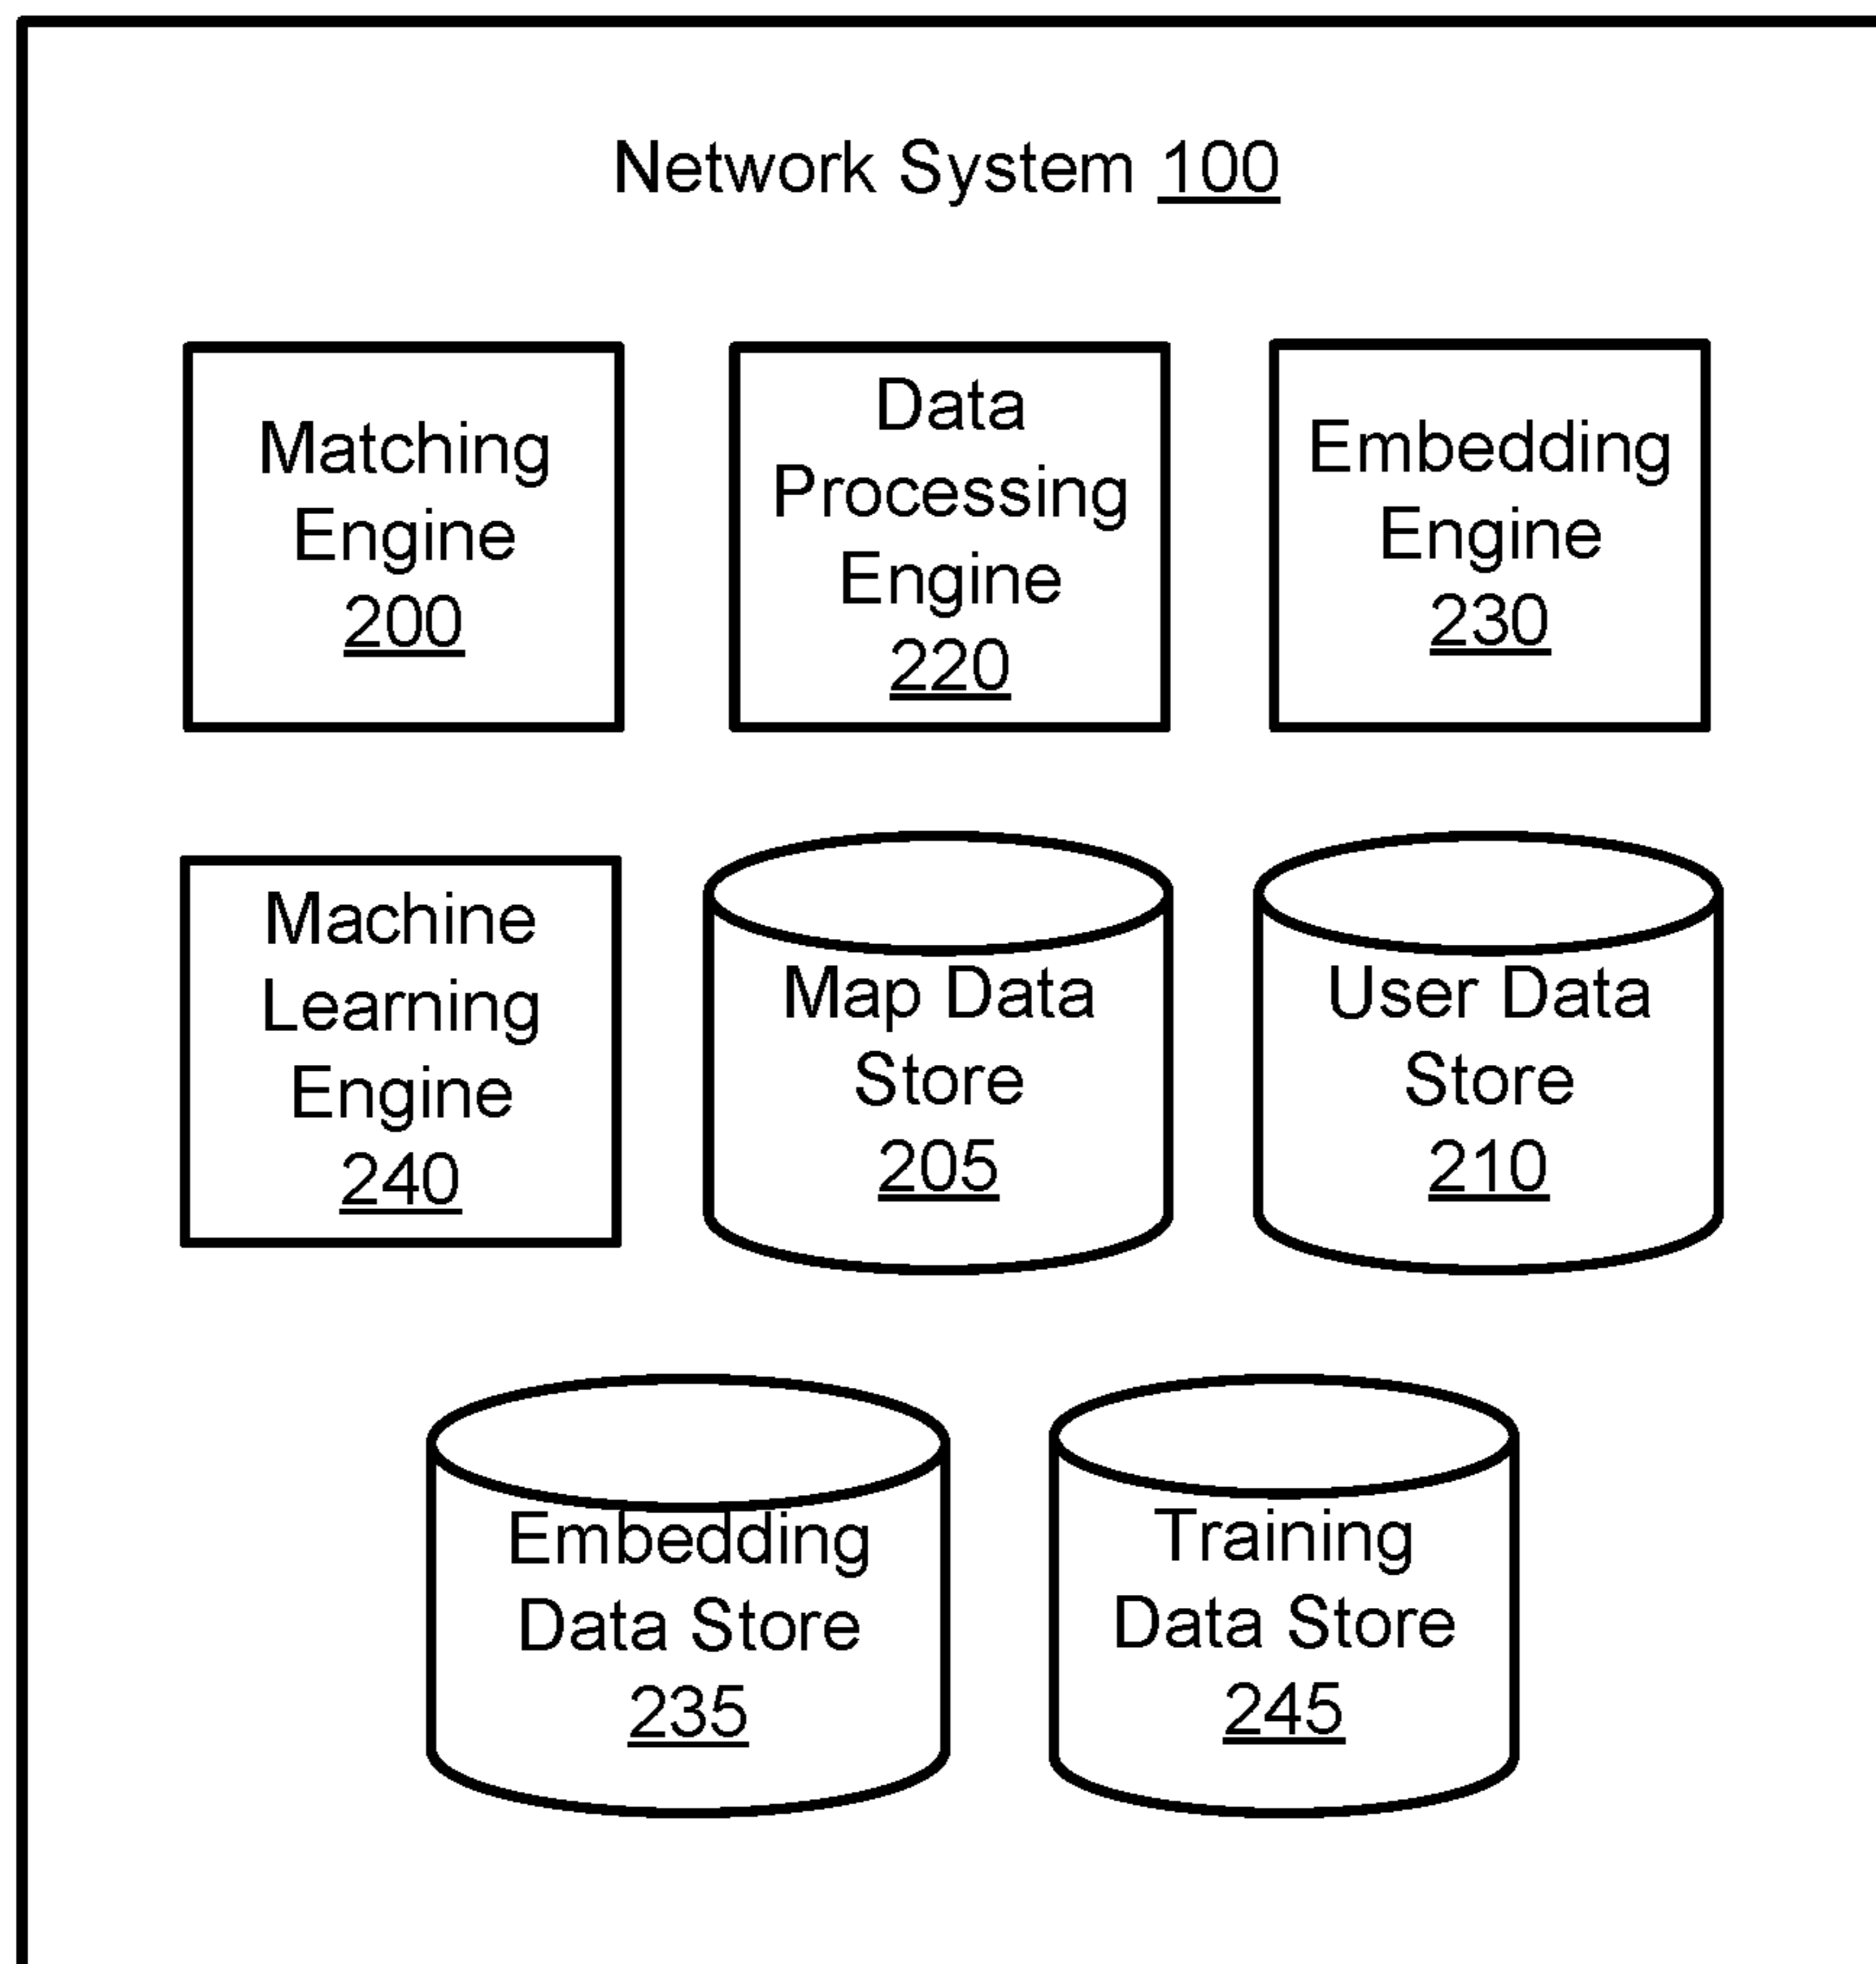 Network System 100
Matching
Engine
200
Data
Processing
Engine
220
Embedding
Engine
230
Machine
Learning
Engine
240
Map Data
Store
205
User Data
Store
210
Embedding
Data Store
235
Training
Data Store
245